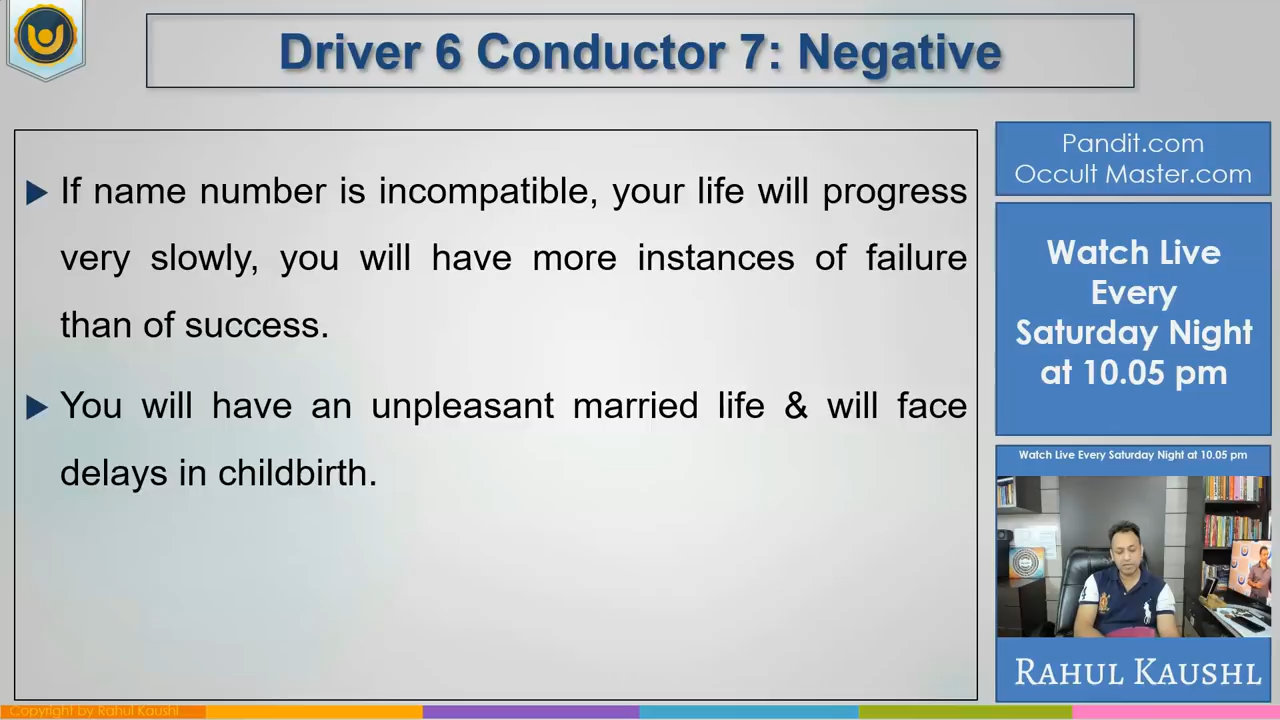 Driver 6 Conductor 7: Negative
If name number is incompatible, your life will progress
very slowly, you will have more instances of failure
than of success.
You will have an unpleasant married life & will face
delays in childbirth.
Pandit.com
Occult Master.com
Watch Live
Every
Saturday Night
at 10.05 pm
Watch Live Every Saturday Night at 10.05 pm
Rahul Kaushl
Copyright by Rahul Kaushl